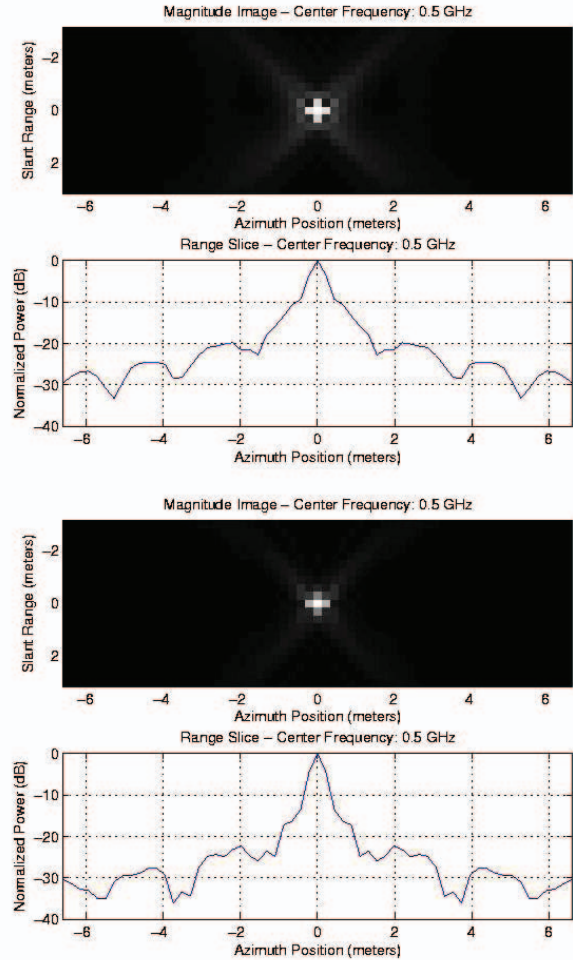 Magnitude Image – Center Frequency: 0.5 GHz
Slant Range (meters)
−2
0
2
−6 −4 −2 0 2 4 6
Azimuth Position (meters)
Range Slice – Center Frequency: 0.5 GHz
Normalized Power (dB)
0
−10
−20
−30
−40
−6 −4 −2 0 2 4 6
Azimuth Position (meters)
Magnitude Image – Center Frequency: 0.5 GHz
Slant Range (meters)
−2
0
2
−6 −4 −2 0 2 4 6
Azimuth Position (meters)
Range Slice – Center Frequency: 0.5 GHz
Normalized Power (dB)
0
−10
−20
−30
−40
−6 −4 −2 0 2 4 6
Azimuth Position (meters)